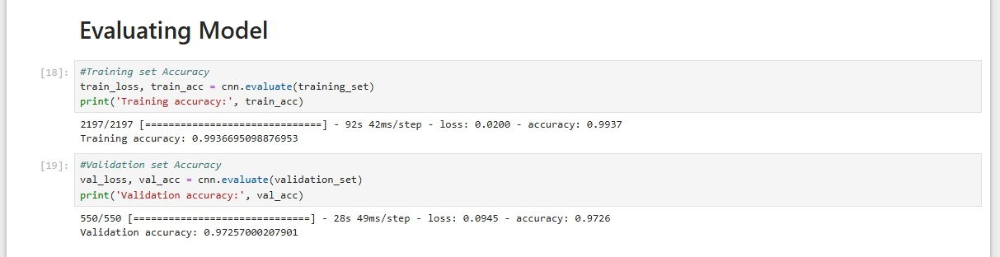 Evaluating Model
[18]: #Training set Accuracy
train_loss, train_acc = cnn.evaluate(training_set)
print('Training accuracy:', train_acc)
2197/2197 [==============================] - 92s 42ms/step - loss: 0.0200 - accuracy: 0.9937
Training accuracy: 0.9936695098876953
[19]: #Validation set Accuracy
val_loss, val_acc = cnn.evaluate(validation_set)
print('Validation accuracy:', val_acc)
550/550 [==============================] - 28s 49ms/step - loss: 0.0945 - accuracy: 0.9726
Validation accuracy: 0.97257000207901